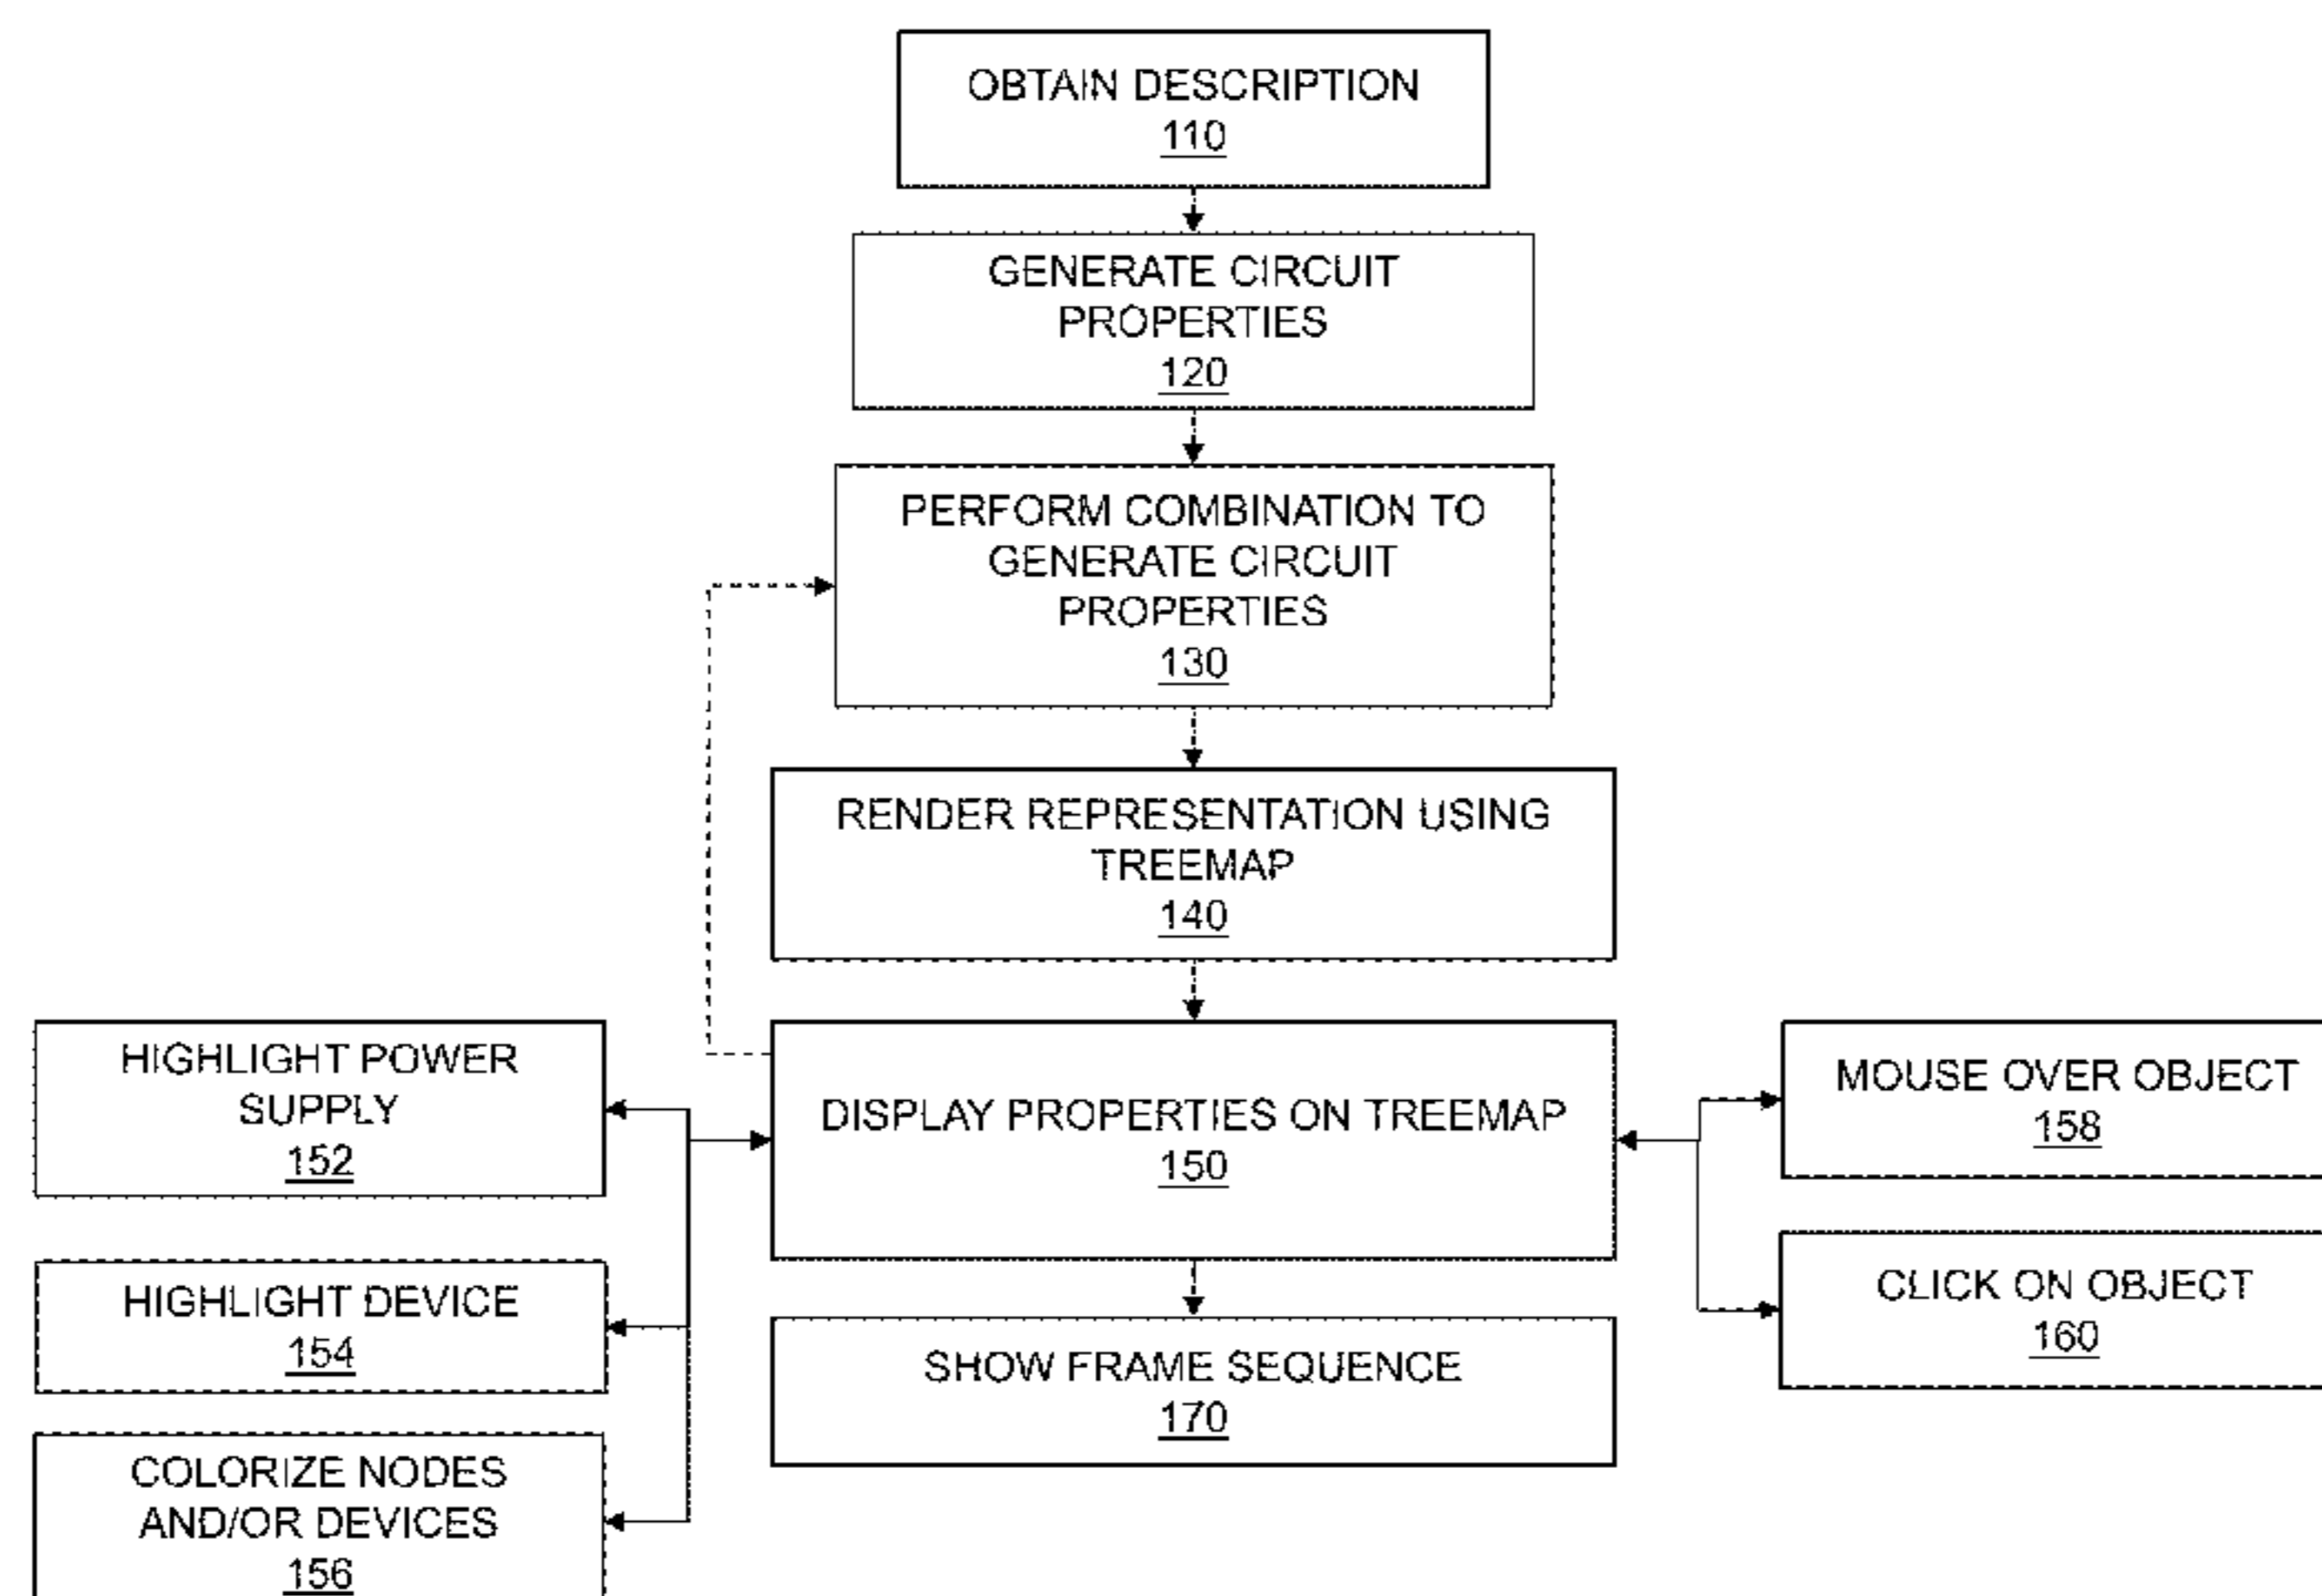 OBTAIN DESCRIPTION
110
GENERATE CIRCUIT
PROPERTIES
120
PERFORM COMBINATION TO
GENERATE CIRCUIT
PROPERTIES
130
RENDER REPRESENTATION USING
TREEMAP
140
HIGHLIGHT POWER
SUPPLY
152
DISPLAY PROPERTIES ON TREEMAP
150
MOUSE OVER OBJECT
158
HIGHLIGHT DEVICE
154
CLICK ON OBJECT
160
SHOW FRAME SEQUENCE
170
COLORIZE NODES
AND/OR DEVICES
156